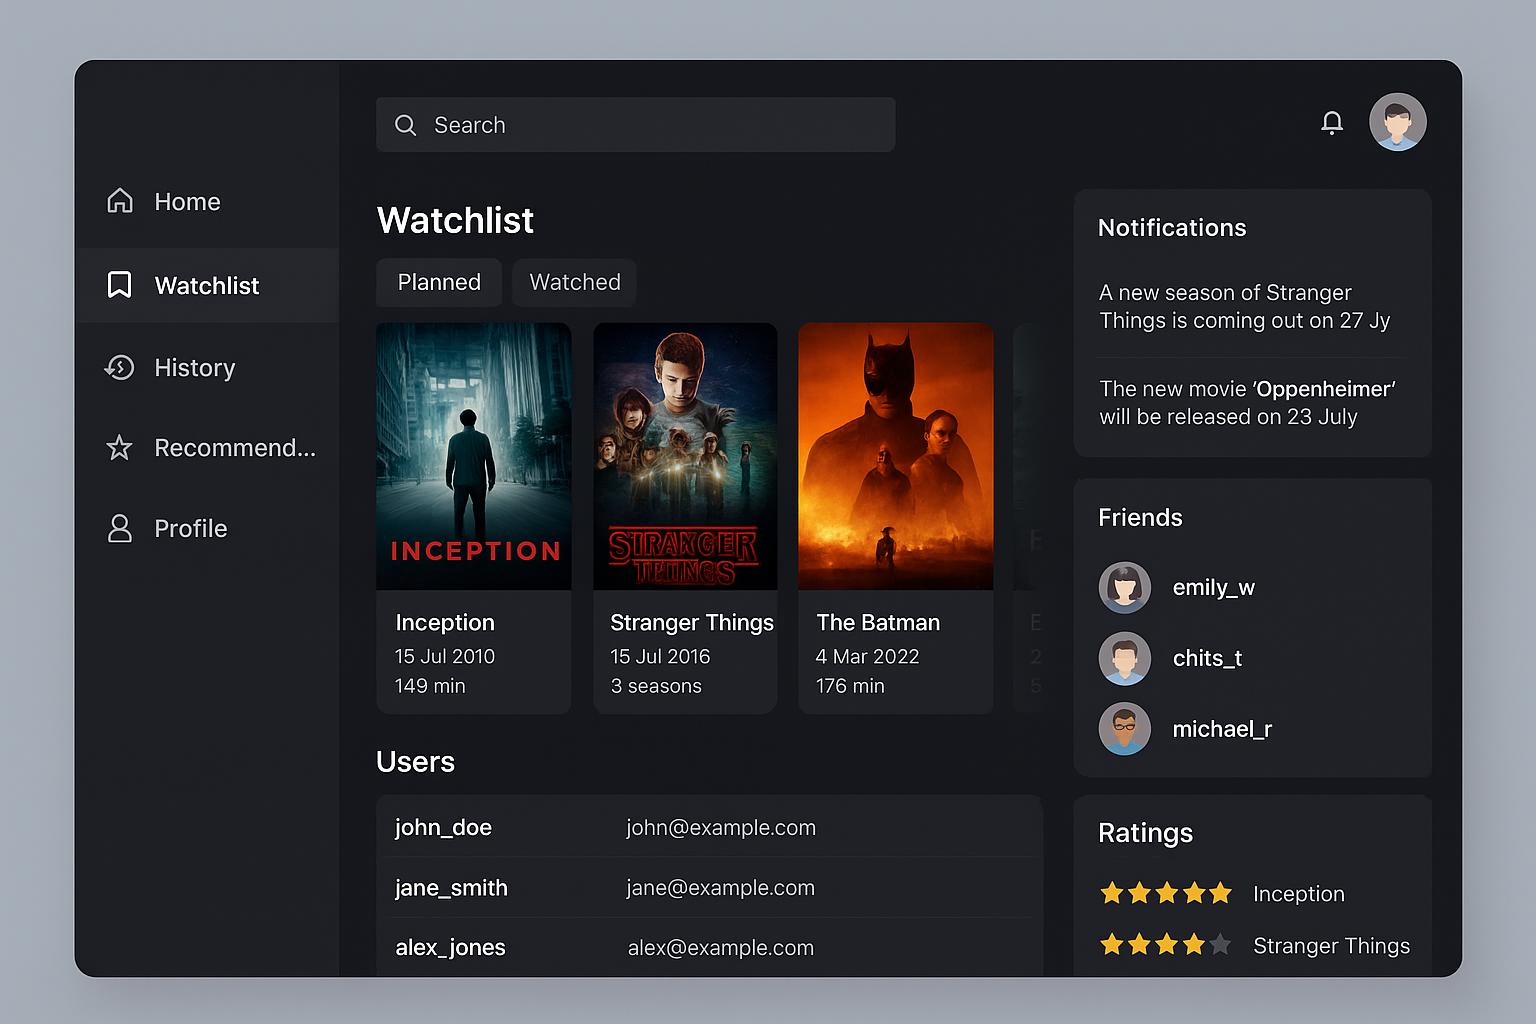 Search
Home
Watchlist
History
Recommend...
Profile
Watchlist
Planned
Watched
INCEPTION
Inception
15 Jul 2010
149 min
STRANGER
THINGS
Stranger Things
15 Jul 2016
3 seasons
The Batman
4 Mar 2022
176 min
E
E
2
5
Users
john_doe john@example.com
jane_smith jane@example.com
alex_jones alex@example.com
Notifications
A new season of Stranger
Things is coming out on 27 Jy
The new movie ’Oppenheimer’
will be released on 23 July
Friends
emily_w
chits_t
michael_r
Ratings
Inception
Stranger Things